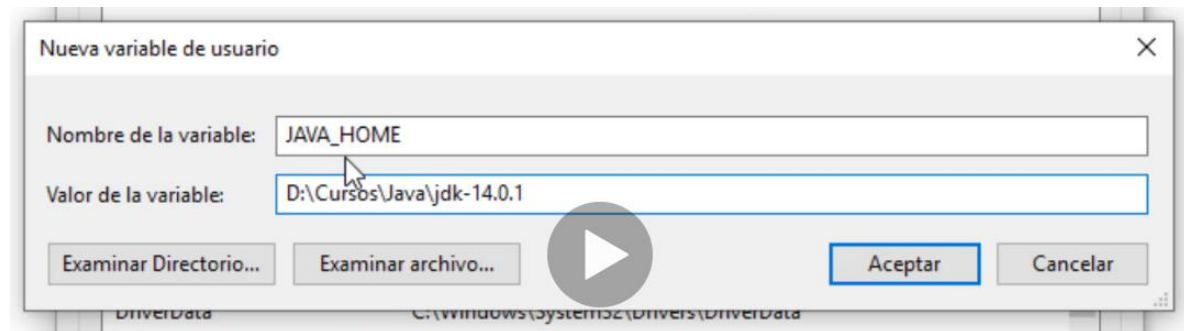 Nueva variable de usuario
Nombre de la variable: JAVA_HOME
Valor de la variable: D:\Cursos\Java\jdk-14.0.1
Examinar Directorio... Examinar archivo... Aceptar Cancelar
DriverData C:\Windows\System32\Drivers\DriverData